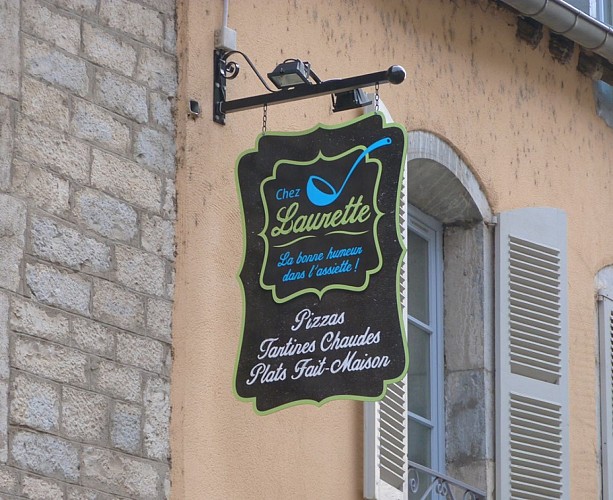 Chez
Laurette
La bonne humeur
dans l'assiette !
Pizzas
Tartines Chaudes
Plats Fait-Maison